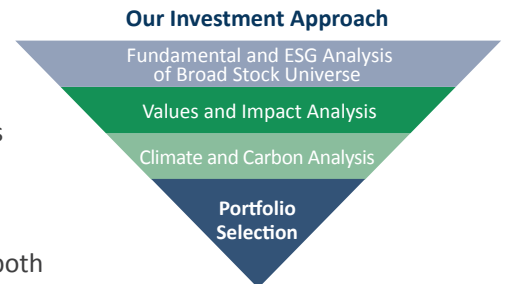 Our Investment Approach
Fundamental and ESG Analysis
of Broad Stock Universe
Values and Impact Analysis
s
Climate and Carbon Analysis
Portfolio
Selection
both